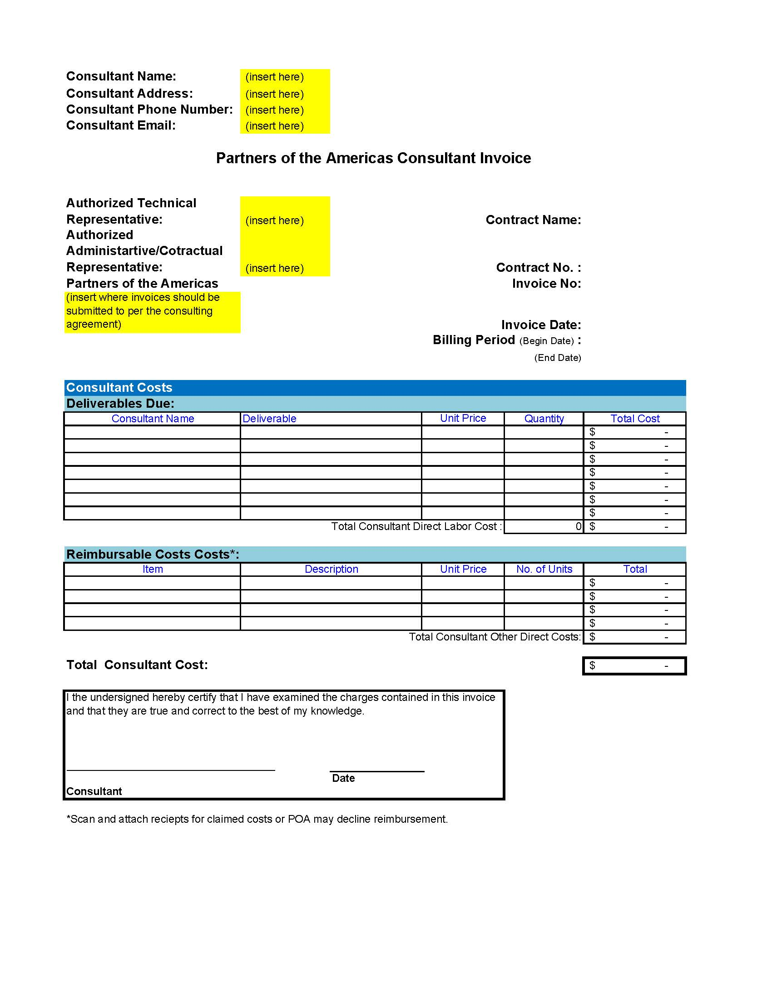 Consultant Name: (insert here)
Consultant Address: (insert here)
Consultant Phone Number: (insert here)
Consultant Email: (insert here)
Partners of the Americas Consultant Invoice
Authorized Technical
Representative: (insert here) Contract Name:
Authorized
Administartive/Cotractual
Representative: (insert here) Contract No. :
Partners of the Americas Invoice No:
(insert where invoices should be
submitted to per the consulting
agreement) Invoice Date:
Billing Period (Begin Date) :
(End Date)
Consultant Costs
Deliverables Due:
Consultant Name Deliverable Unit Price Quantity Total Cost
$ -
$ -
$ -
$ -
$ -
$ -
$ -
Total Consultant Direct Labor Cost : 0 $ -
Reimbursable Costs Costs*:
Item Description Unit Price No. of Units Total
$ -
$ -
$ -
$ -
Total Consultant Other Direct Costs: $ -
Total Consultant Cost: $ -
I the undersigned hereby certify that I have examined the charges contained in this invoice
and that they are true and correct to the best of my knowledge.
Date
Consultant
*Scan and attach reciepts for claimed costs or POA may decline reimbursement.